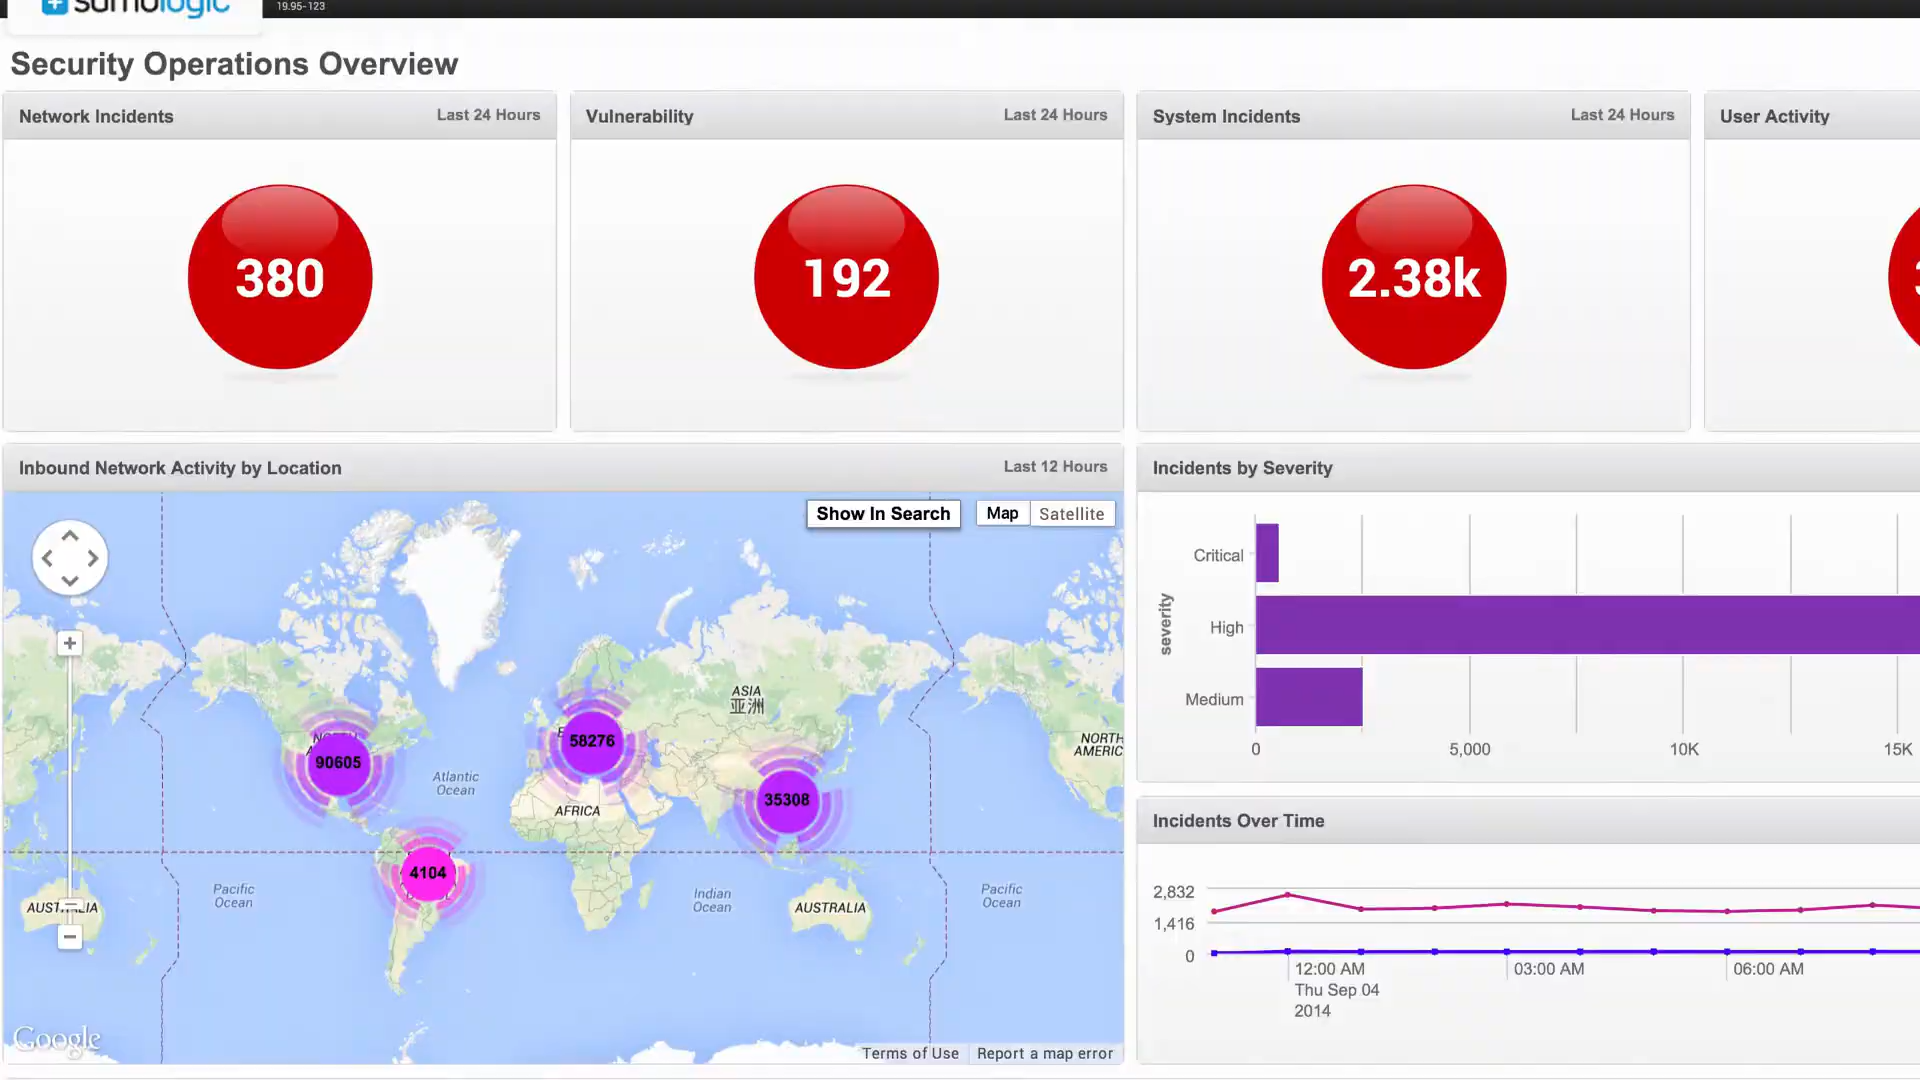 sumologic
19.95-123
Security Operations Overview
Network Incidents
Last 24 Hours
380
Vulnerability
Last 24 Hours
192
System Incidents
Last 24 Hours
2.38k
User Activity
Inbound Network Activity by Location
Last 12 Hours
Show In Search
Map
Satellite
ASIA
亚洲
NORTH
AMERIC
58276
90605
Atlantic
Ocean
35308
AFRICA
4104
Pacific
Ocean
Indian
Ocean
Pacific
Ocean
AUSTRALIA
AUSTRALIA
Google
Terms of Use
Report a map error
Incidents by Severity
severity
Critical
High
Medium
0
5,000
10K
15K
Incidents Over Time
2,832
1,416
0
12:00 AM
Thu Sep 04
2014
03:00 AM
06:00 AM